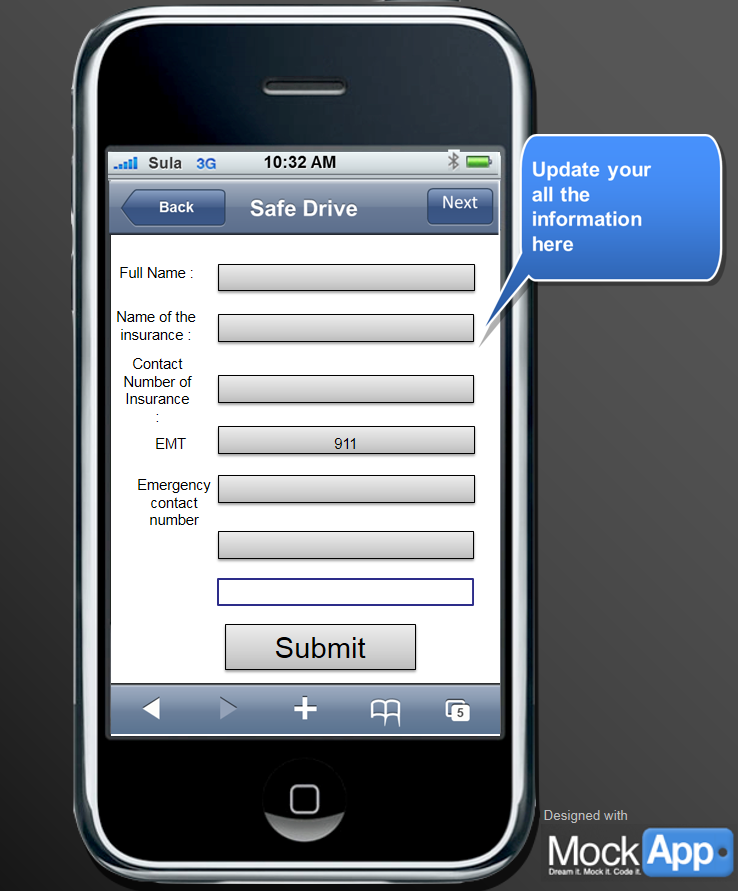 Sula 3G 10:32 AM
Back Safe Drive Next
Update your
all the
information
here
Full Name :
Name of the
insurance :
Contact
Number of
Insurance
:
EMT 911
Emergency
contact
number
Submit
5
Designed with
MockApp
Dream it. Mock it. Code it.